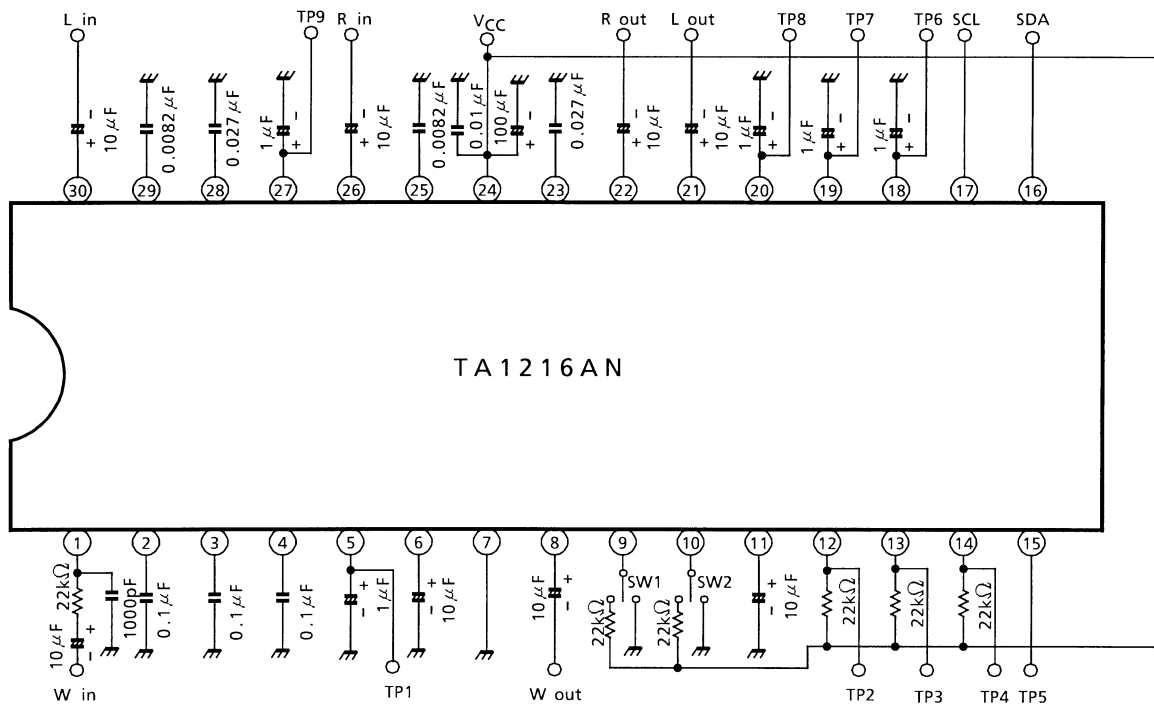 L in
TP9
R in
VCC
R out
L out
TP8
TP7
TP6
SCL
SDA
10μF
0.0082μF
0.027μF
1μF
10μF
0.0082μF
0.01μF
100μF
0.027μF
10μF
10μF
1μF
1μF
1μF
30
29
28
27
26
25
24
23
22
21
20
19
18
17
16
TA1216AN
1
2
3
4
5
6
7
8
9
10
11
12
13
14
15
22kΩ
10μF
1000pF
0.1μF
0.1μF
0.1μF
1μF
10μF
10μF
SW1
22kΩ
SW2
22kΩ
10μF
22kΩ
22kΩ
22kΩ
W in
TP1
W out
TP2
TP3
TP4
TP5